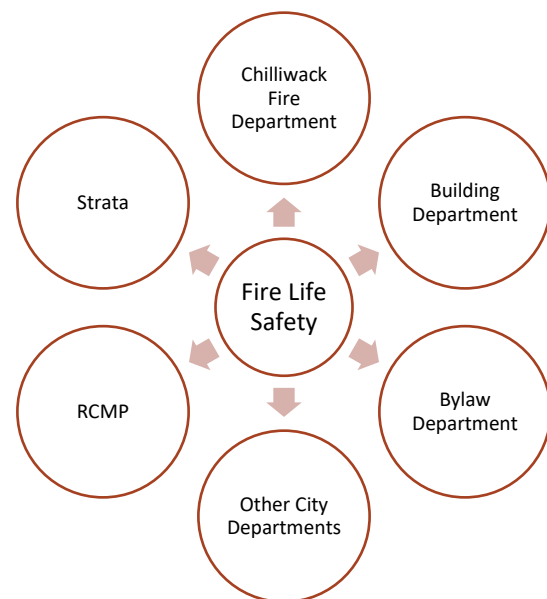 Chilliwack
Fire
Department
Strata
Building
Department
Fire Life
Safety
RCMP
Bylaw
Department
Other City
Departments